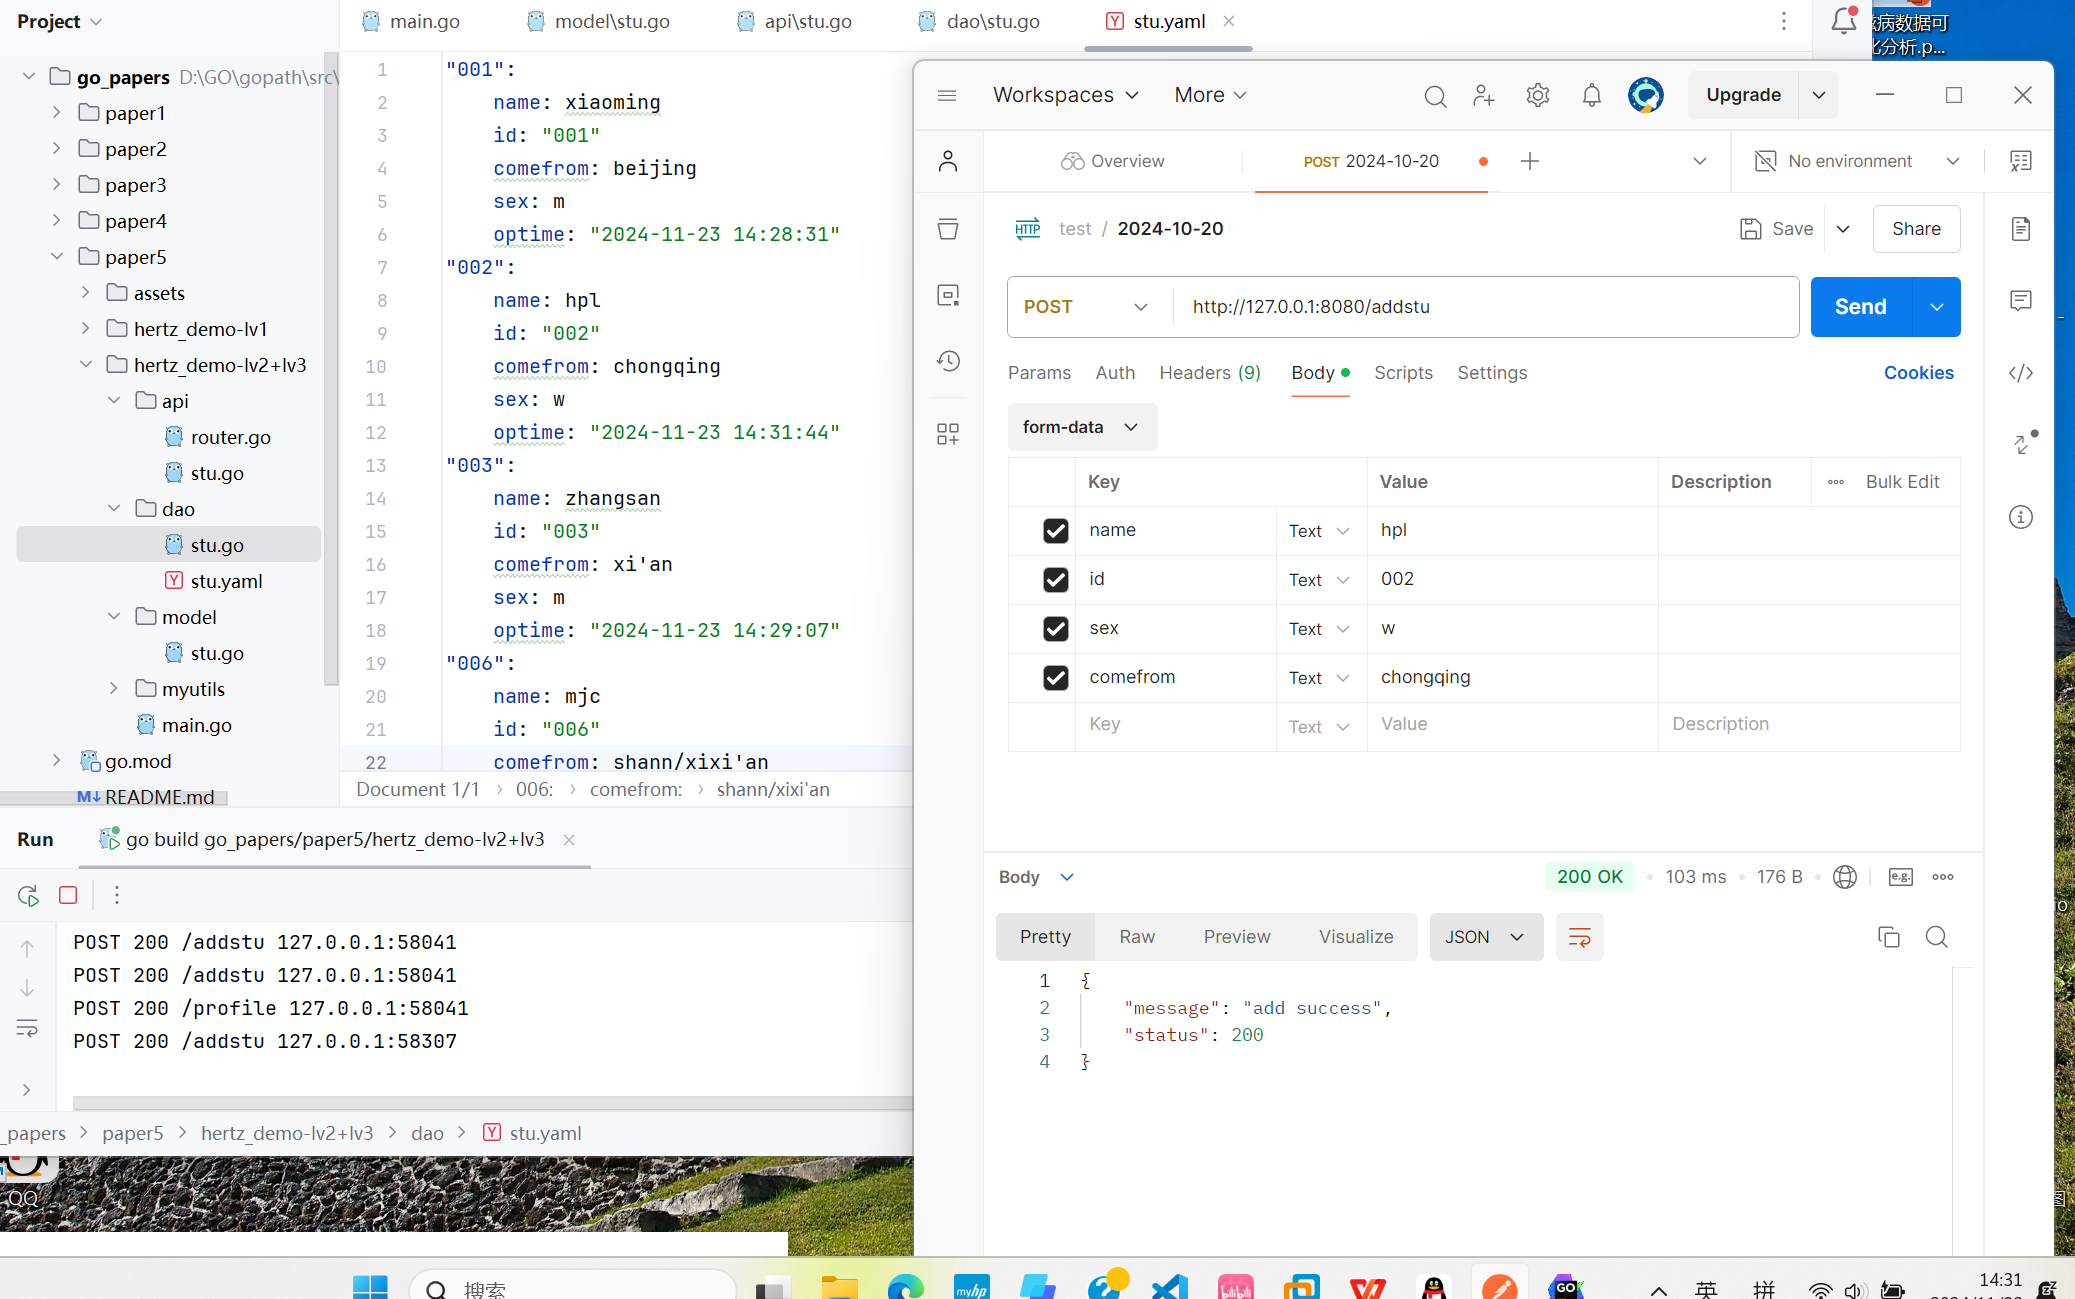 Project
main.go
model\stu.go
api\stu.go
dao\stu.go
stu.yaml
go_papers D:\GO\gopath\src\
paper1
paper2
paper3
paper4
paper5
assets
hertz_demo-lv1
hertz_demo-lv2+lv3
api
router.go
stu.go
dao
stu.go
stu.yaml
model
stu.go
myutils
main.go
go.mod
README.md
1 "001":
2 name: xiaoming
3 id: "001"
4 comefrom: beijing
5 sex: m
6 optime: "2024-11-23 14:28:31"
7 "002":
8 name: hpl
9 id: "002"
10 comefrom: chongqing
11 sex: w
12 optime: "2024-11-23 14:31:44"
13 "003":
14 name: zhangsan
15 id: "003"
16 comefrom: xi'an
17 sex: m
18 optime: "2024-11-23 14:29:07"
19 "006":
20 name: mjc
21 id: "006"
22 comefrom: shann/xixi'an
Document 1/1 › 006: › comefrom: › shann/xixi'an
Run go build go_papers/paper5/hertz_demo-lv2+lv3
POST 200 /addstu 127.0.0.1:58041
POST 200 /addstu 127.0.0.1:58041
POST 200 /profile 127.0.0.1:58041
POST 200 /addstu 127.0.0.1:58307
_papers › paper5 › hertz_demo-lv2+lv3 › dao › stu.yaml
Workspaces More Upgrade
Overview POST 2024-10-20 No environment
HTTP test / 2024-10-20 Save Share
POST http://127.0.0.1:8080/addstu Send
Params Auth Headers (9) Body Scripts Settings Cookies
form-data
Key Value Description Bulk Edit
name Text hpl
id Text 002
sex Text w
comefrom Text chongqing
Key Text Value Description
Body 200 OK 103 ms 176 B e.g.
Pretty Raw Preview Visualize JSON
1 {
2 "message": "add success",
3 "status": 200
4 }
病数据可
分析.p...
QQ
搜索
myhp
bilibili
GO
英
拼
14:31